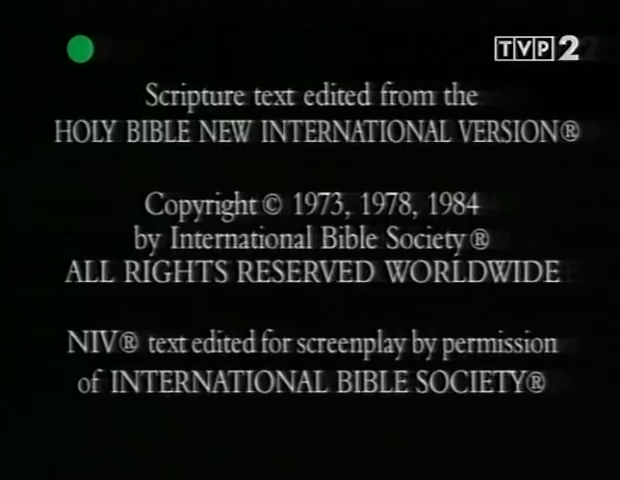 TVP2
Scripture text edited from the
HOLY BIBLE NEW INTERNATIONAL VERSION®
Copyright © 1973, 1978, 1984
by International Bible Society®
ALL RIGHTS RESERVED WORLDWIDE
NIV® text edited for screenplay by permission
of INTERNATIONAL BIBLE SOCIETY®